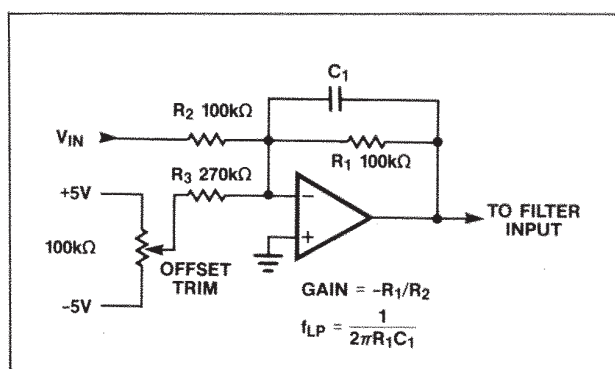 C1
R2 100kΩ
VIN
R1 100kΩ
R3 270kΩ
+5V
−
+
TO FILTER
INPUT
100kΩ
OFFSET
TRIM
−5V
GAIN = −R1/R2
fLP = 1
2πR1C1